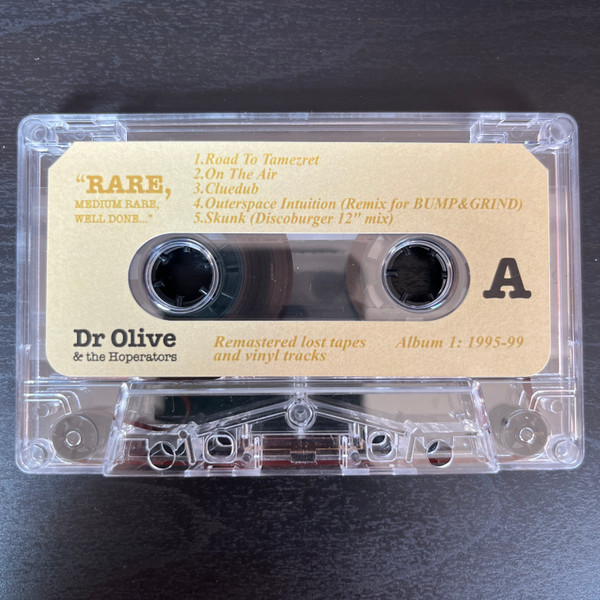 “RARE,
MEDIUM RARE,
WELL DONE...”
1.Road To Tamezret
2.On The Air
3.Cluedub
4.Outerspace Intuition (Remix for BUMP&GRIND)
5.Skunk (Discoburger 12" mix)
A
Dr Olive
& the Hoperators
Remastered lost tapes
and vinyl tracks
Album 1: 1995-99